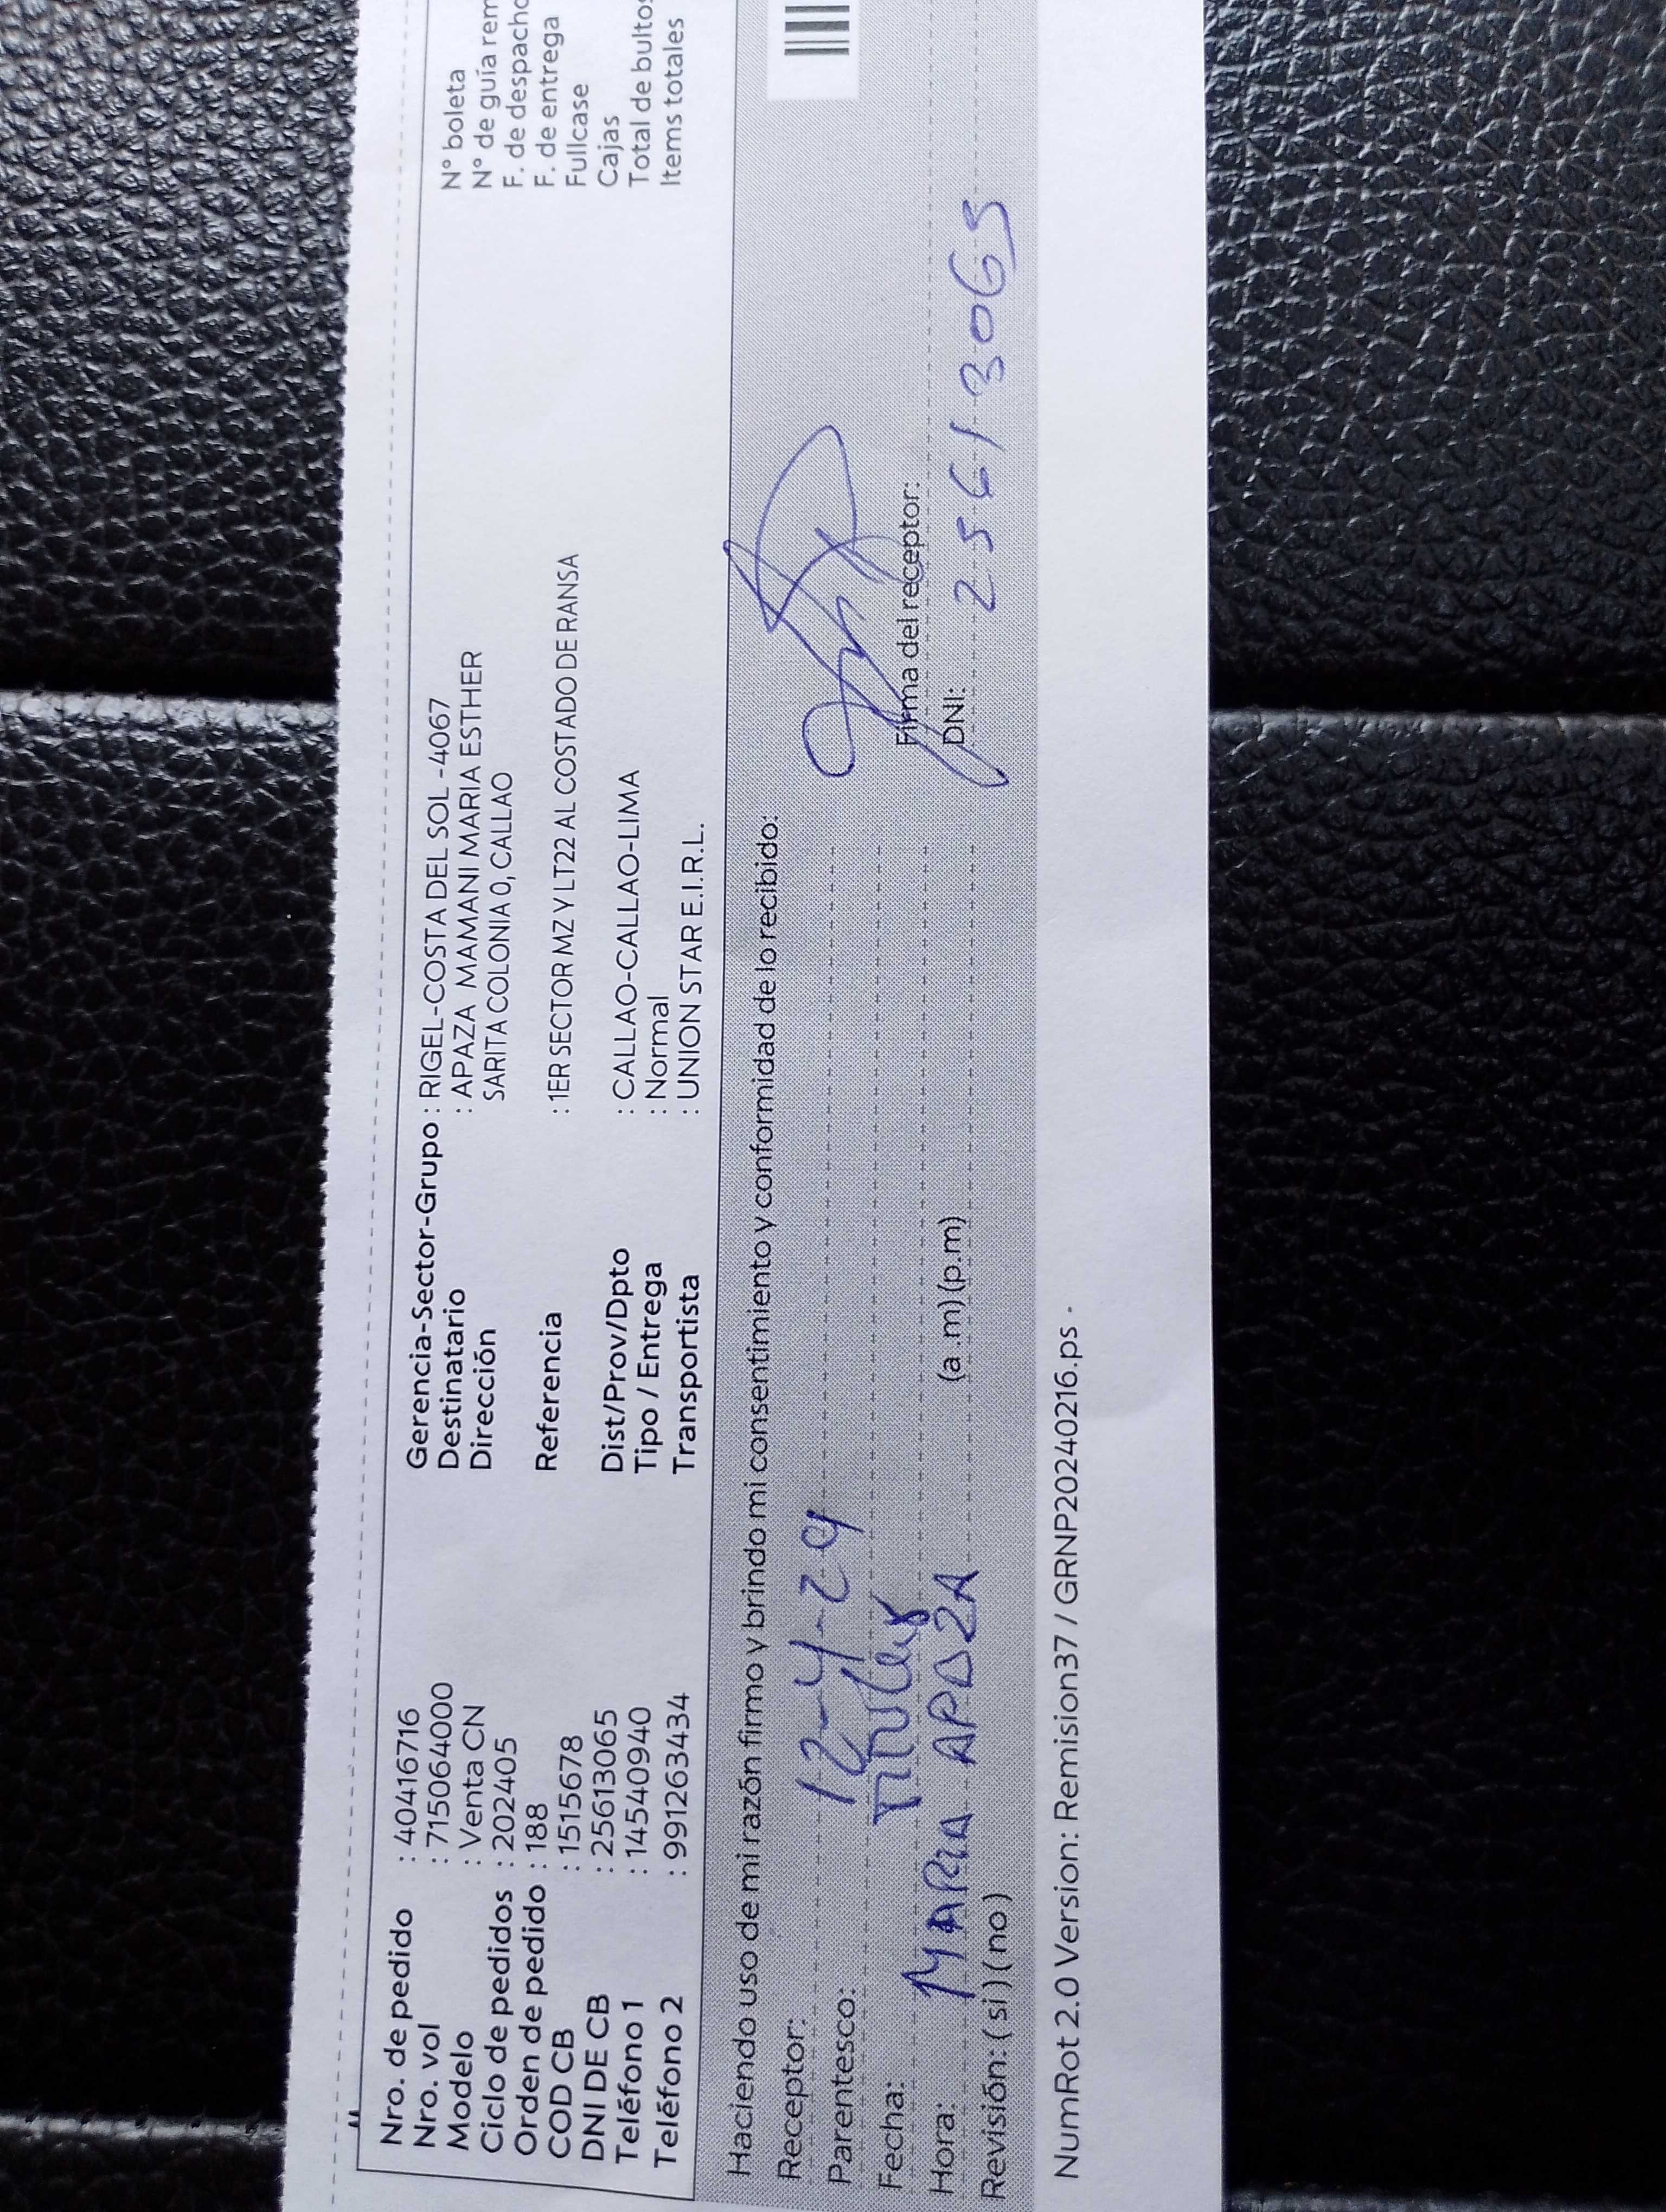 Nro. de pedido : 40416716
Nro. vol : 715064000
Modelo : Venta CN
Ciclo de pedidos : 202405
Orden de pedido : 188
COD CB : 1515678
DNI DE CB : 25613065
Teléfono 1 : 14540940
Teléfono 2 : 991263434
Gerencia-Sector-Grupo : RIGEL-COSTA DEL SOL -4067
Destinatario : APAZA MAMANI MARIA ESTHER
Dirección SARITA COLONIA 0, CALLAO
Referencia : 1ER SECTOR MZ Y LT22 AL COSTADO DE RANSA
Dist/Prov/Dpto : CALLAO-CALLAO-LIMA
Tipo / Entrega : Normal
Transportista : UNION STAR E.I.R.L.
N° boleta
N° de guía rem
F. de despacho
F. de entrega
Fullcase
Cajas
Total de bultos
Items totales
Haciendo uso de mi razón firmo y brindo mi consentimiento y conformidad de lo recibido:
Receptor: 12-4-24
Parentesco: Titular
Fecha:
Hora: MARIA APAZA (a .m) (p.m)
Revisión: ( si ) ( no )
Firma del receptor:
DNI: 25613065
NumRot 2.0 Version: Remision37 / GRNP20240216.ps .